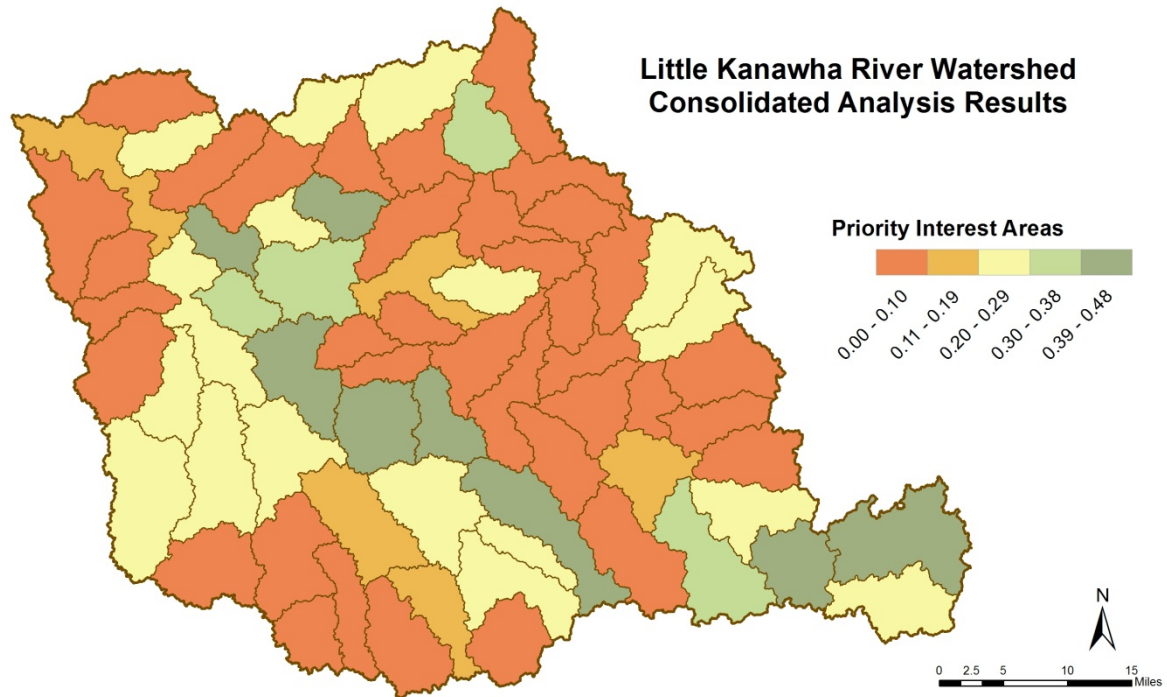 Little Kanawha River Watershed
Consolidated Analysis Results
Priority Interest Areas
0.00 - 0.10
0.11 - 0.19
0.20 - 0.29
0.30 - 0.38
0.39 - 0.48
N
0 2.5 5 10 15
Miles